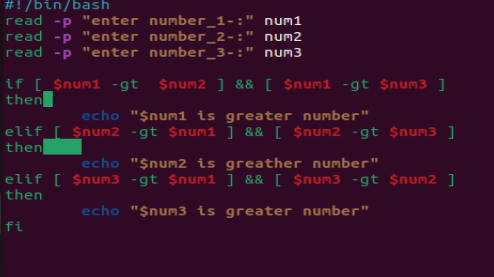 #!/bin/bash
read -p "enter number_1-:" num1
read -p "enter number_2-:" num2
read -p "enter number_3-:" num3
if [ $num1 -gt  $num2 ] && [ $num1 -gt $num3 ]
then
        echo "$num1 is greater number"
elif [ $num2 -gt $num1 ] && [ $num2 -gt $num3 ]
then
        echo "$num2 is greather number"
elif [ $num3 -gt $num1 ] && [ $num3 -gt $num2 ]
then
        echo "$num3 is greater number"
fi